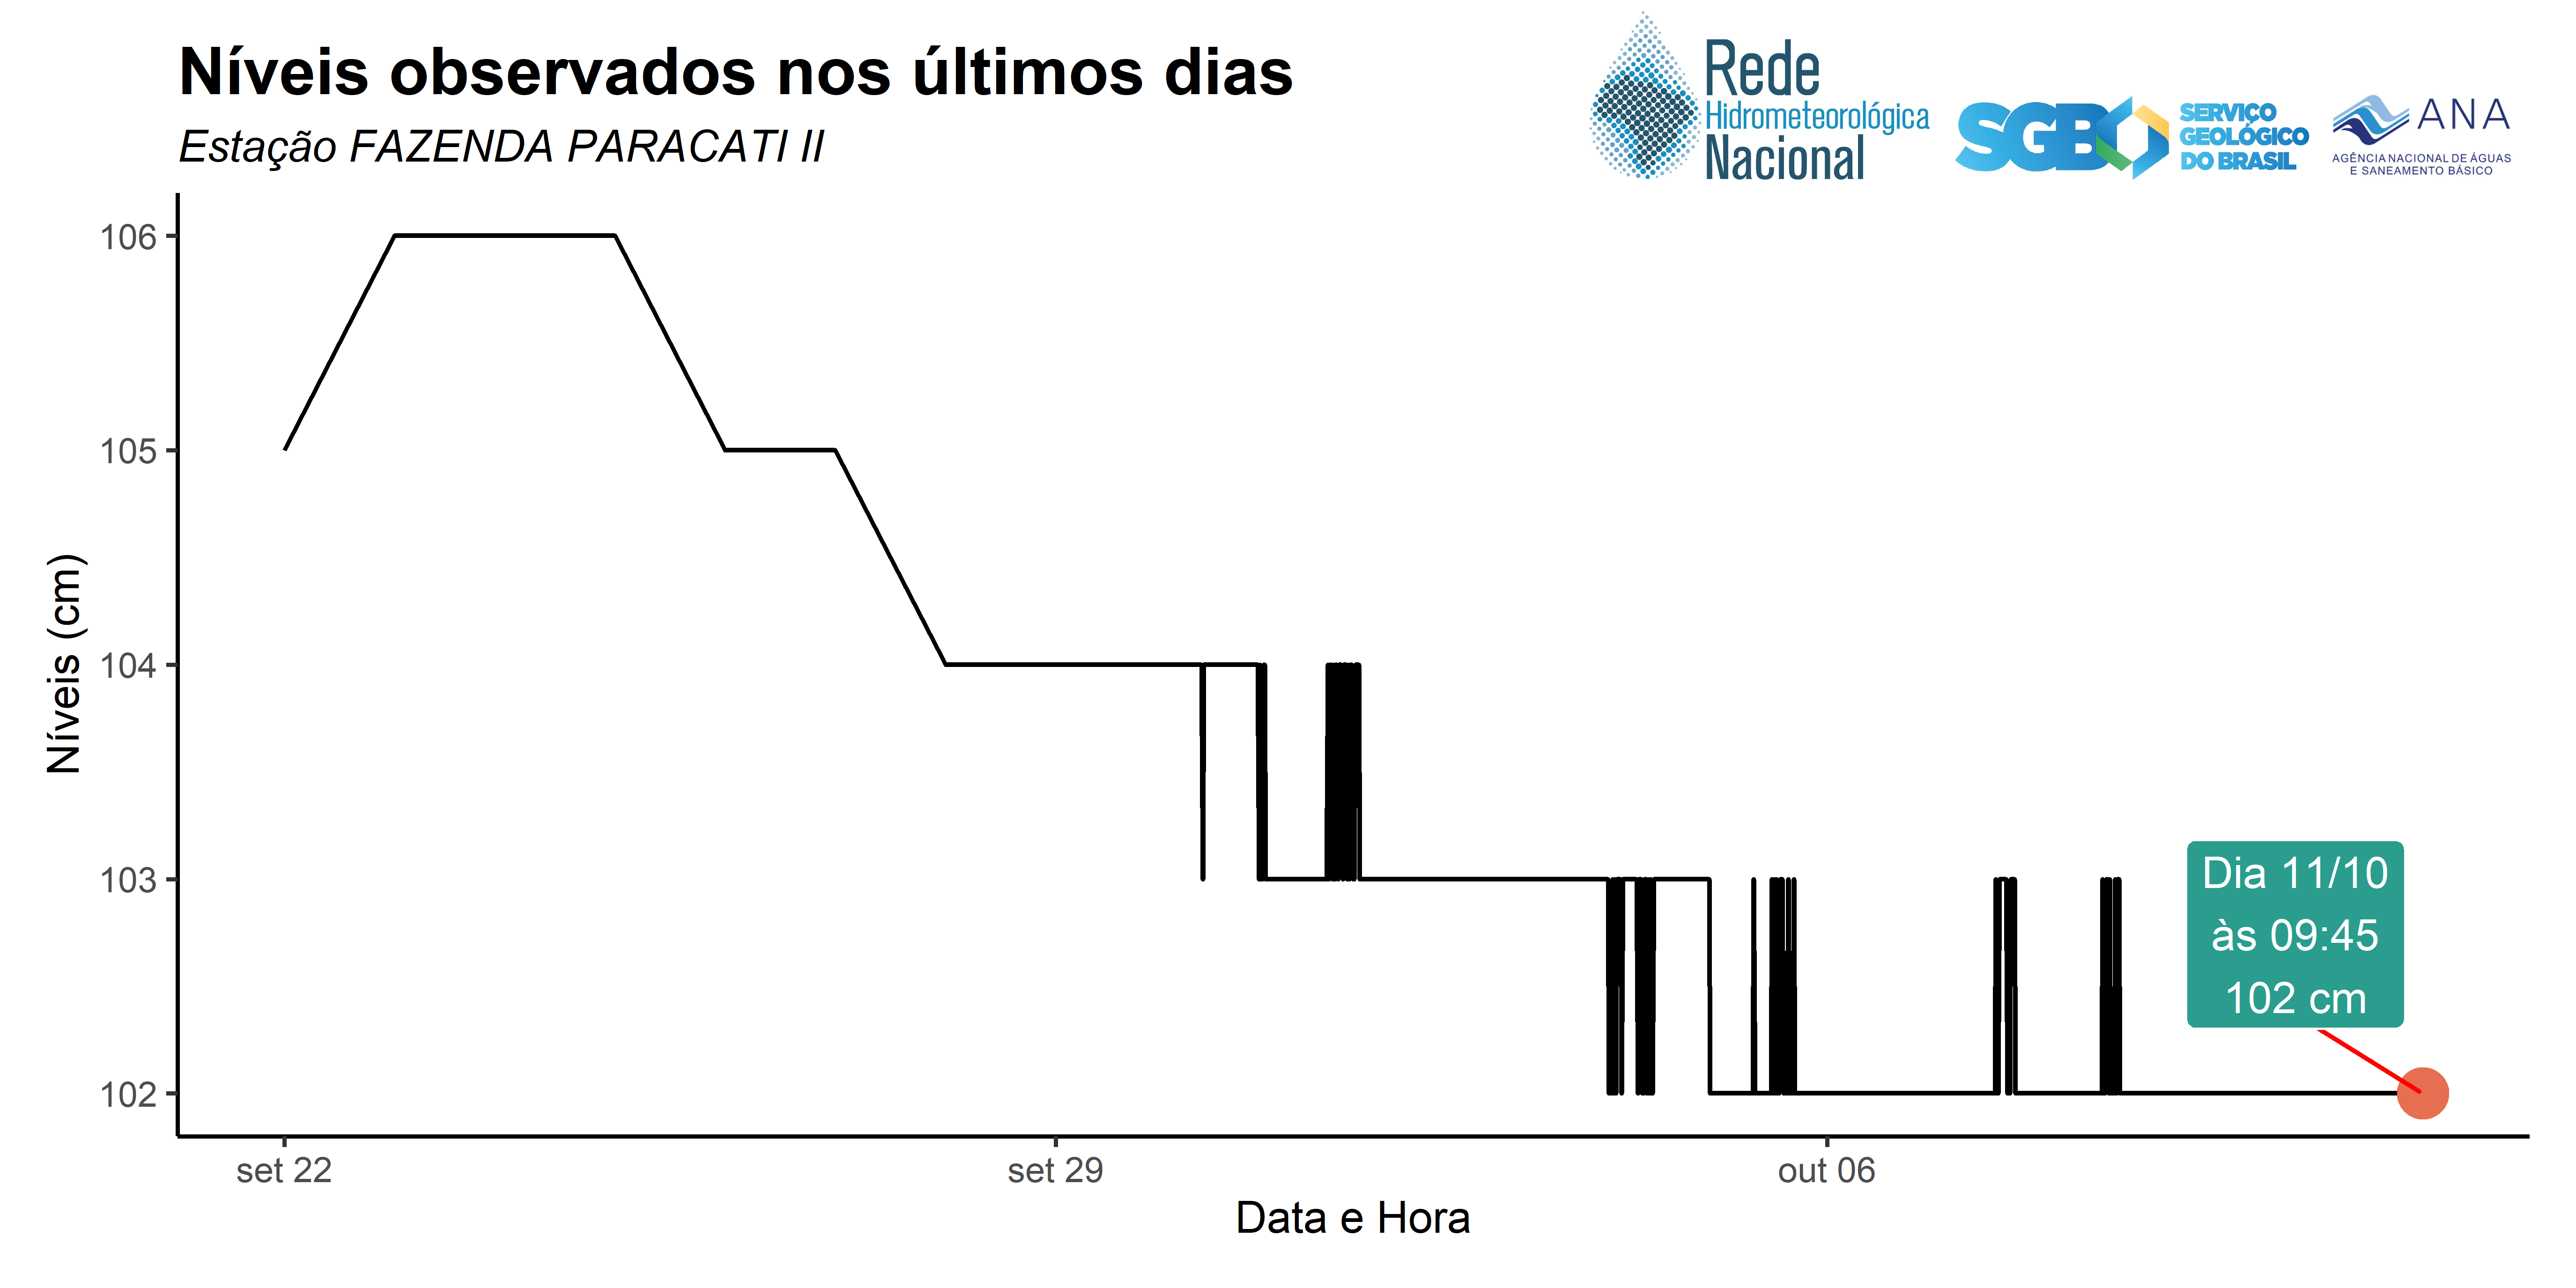 Níveis observados nos últimos dias
Estação FAZENDA PARACATI II
Rede
Hidrometeorológica
Nacional
SGB
SERVIÇO
GEOLÓGICO
DO BRASIL
ANA
AGÊNCIA NACIONAL DE ÁGUAS
E SANEAMENTO BÁSICO
Níveis (cm)
106
105
104
103
102
Dia 11/10
às 09:45
102 cm
set 22
set 29
out 06
Data e Hora